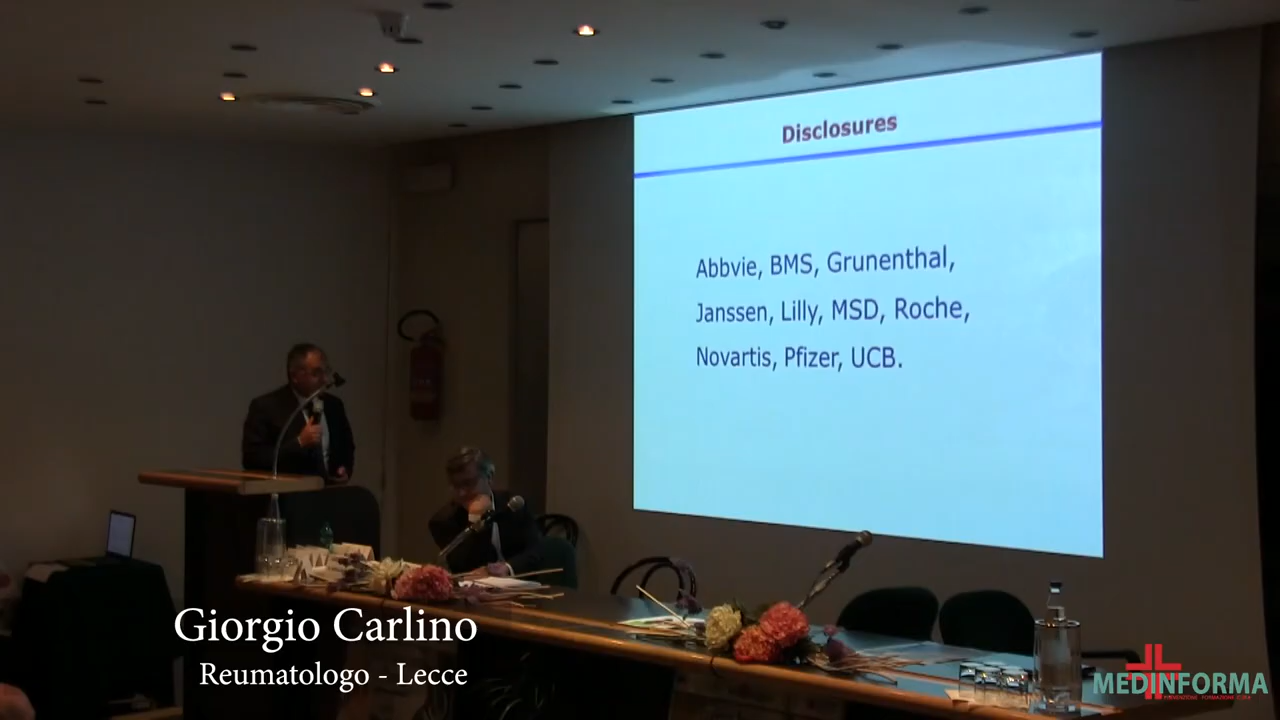 Disclosures
Abbvie, BMS, Grunenthal,
Janssen, Lilly, MSD, Roche,
Novartis, Pfizer, UCB.
Giorgio Carlino
Reumatologo - Lecce
MEDINFORMA